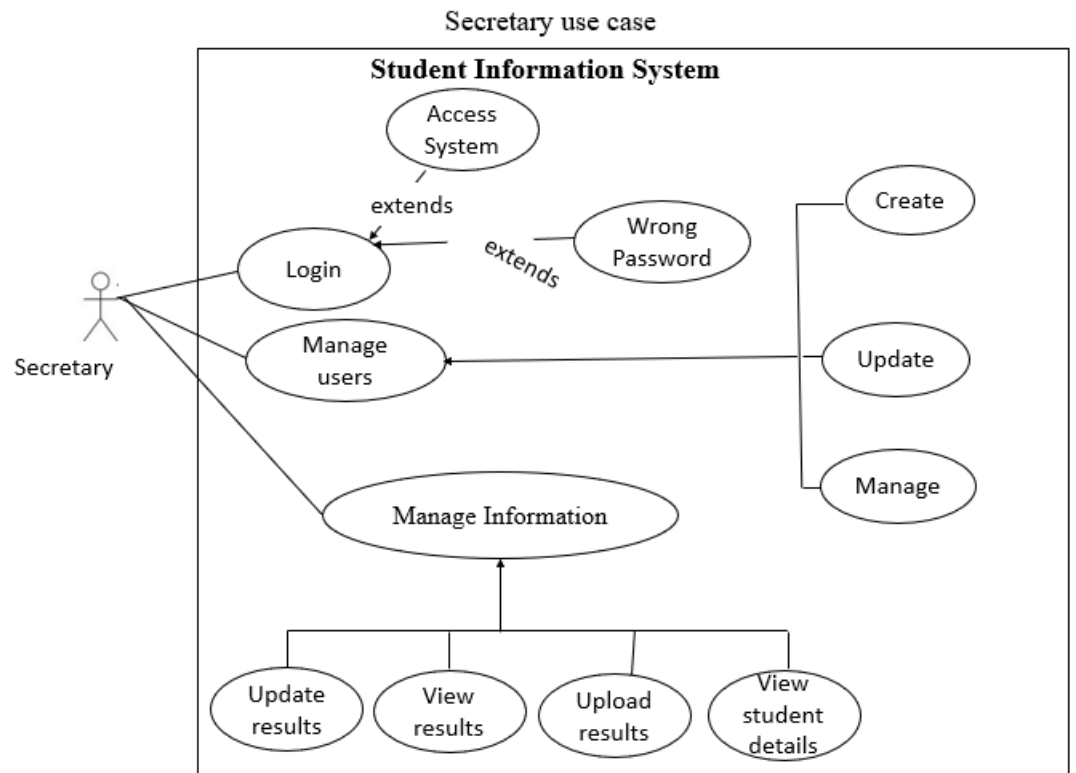 Secretary use case
Student Information System
Access
System
extends
Wrong
Password
extends
Create
Login
Secretary
Manage
users
Update
Manage
Manage Information
Update
results
View
results
Upload
results
View
student
details